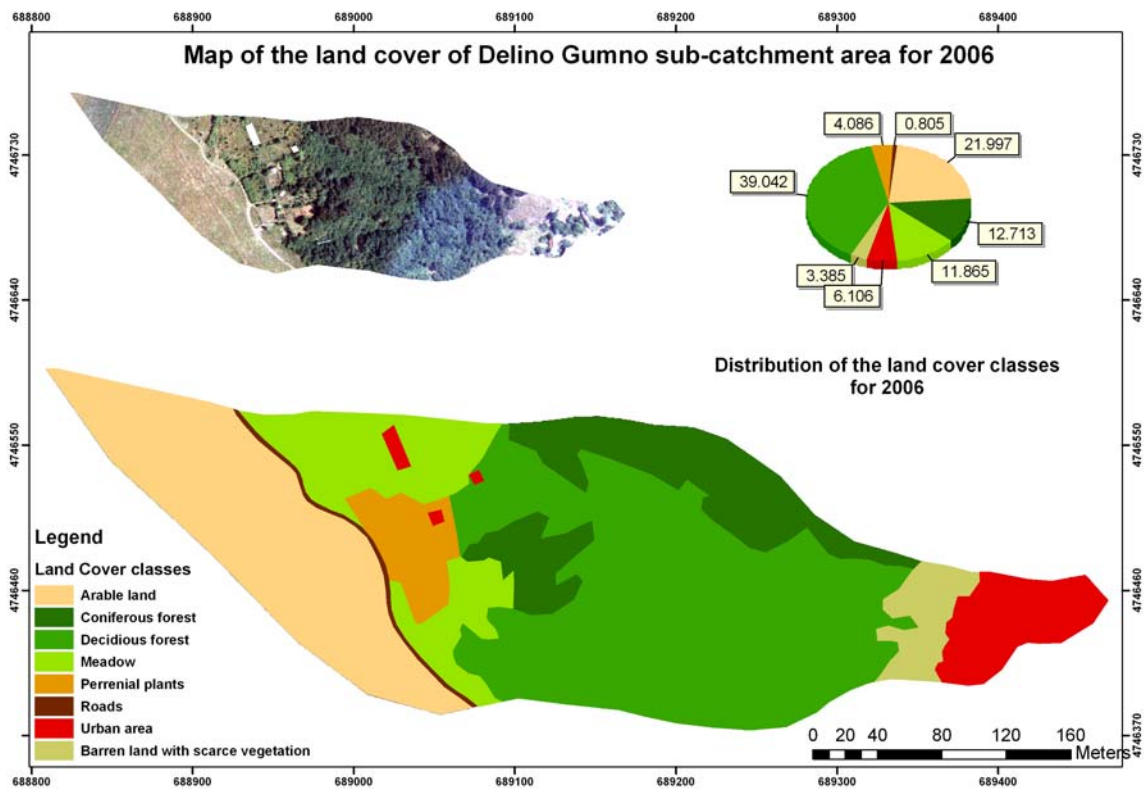 688800 688900 689000 689100 689200 689300 689400
Map of the land cover of Delino Gumno sub-catchment area for 2006
4746730
4746640
4746550
4746460
4746370
4746730
4746640
4746550
4746460
4746370
4.086
0.805
21.997
39.042
12.713
11.865
3.385
6.106
Distribution of the land cover classes
for 2006
Legend
Land Cover classes
Arable land
Coniferous forest
Decidious forest
Meadow
Perrenial plants
Roads
Urban area
Barren land with scarce vegetation
0 20 40 80 120 160
Meters
688800 688900 689000 689100 689200 689300 689400